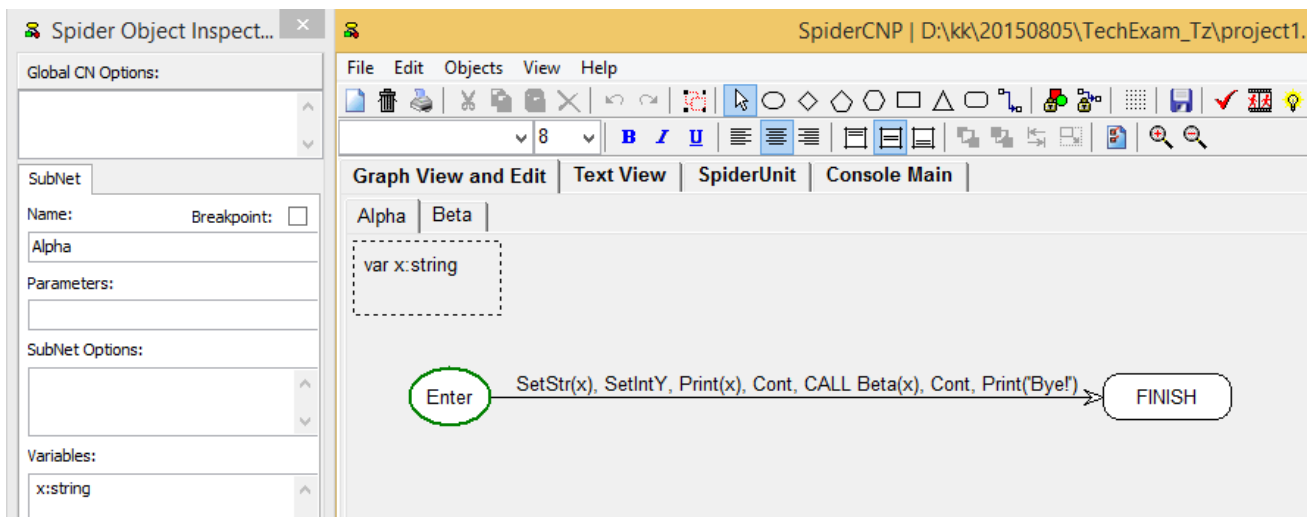 Spider Object Inspect...
Global CN Options:
SubNet
Name:
Breakpoint:
Alpha
Parameters:
SubNet Options:
Variables:
x:string
SpiderCNP | D:\kk\20150805\TechExam_Tz\project1.
File Edit Objects View Help
8 B I U
Graph View and Edit Text View SpiderUnit Console Main
Alpha Beta
var x:string
Enter
SetStr(x), SetIntY, Print(x), Cont, CALL Beta(x), Cont, Print('Bye!')
FINISH